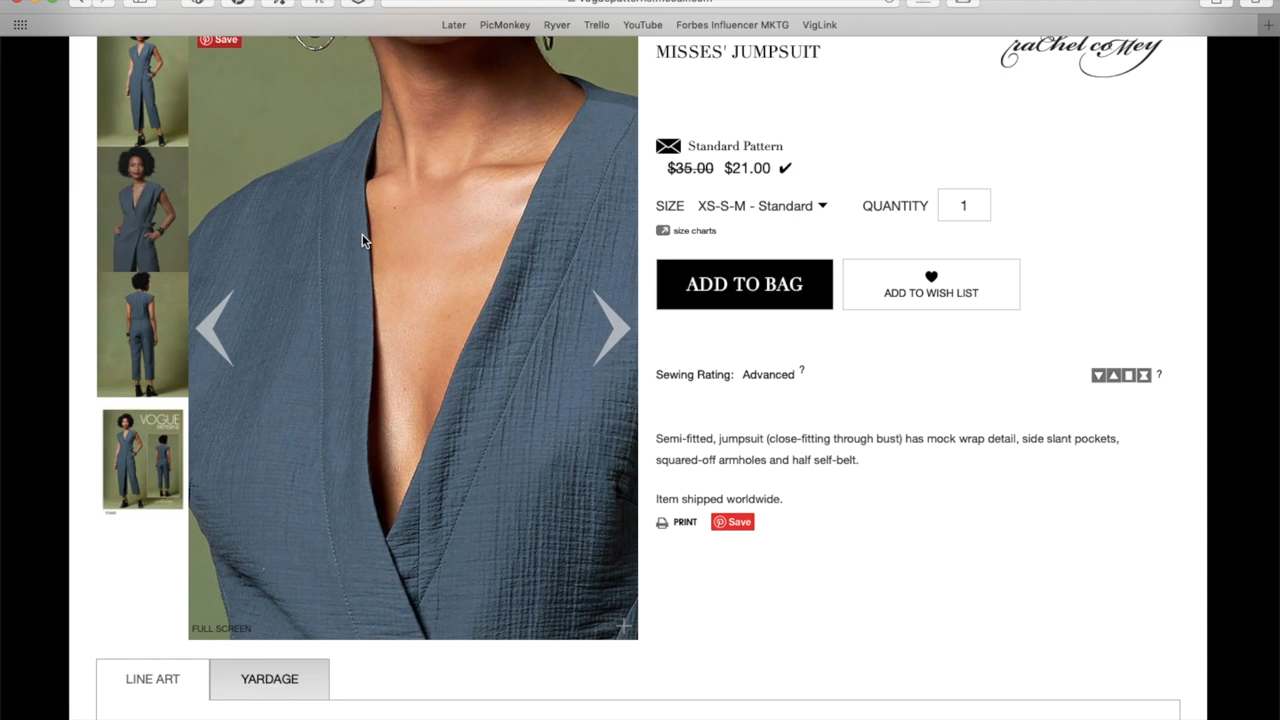 Later PicMonkey Ryver Trello YouTube Forbes Influencer MKTG VigLink
Save
MISSES' JUMPSUIT
rachel comey
Standard Pattern
$35.00 $21.00 ✔
SIZE XS-S-M - Standard QUANTITY 1
size charts
ADD TO BAG
ADD TO WISH LIST
Sewing Rating: Advanced ?
?
Semi-fitted, jumpsuit (close-fitting through bust) has mock wrap detail, side slant pockets,
squared-off armholes and half self-belt.
Item shipped worldwide.
PRINT Save
VOGUE
PATTERNS
FULL SCREEN
LINE ART YARDAGE